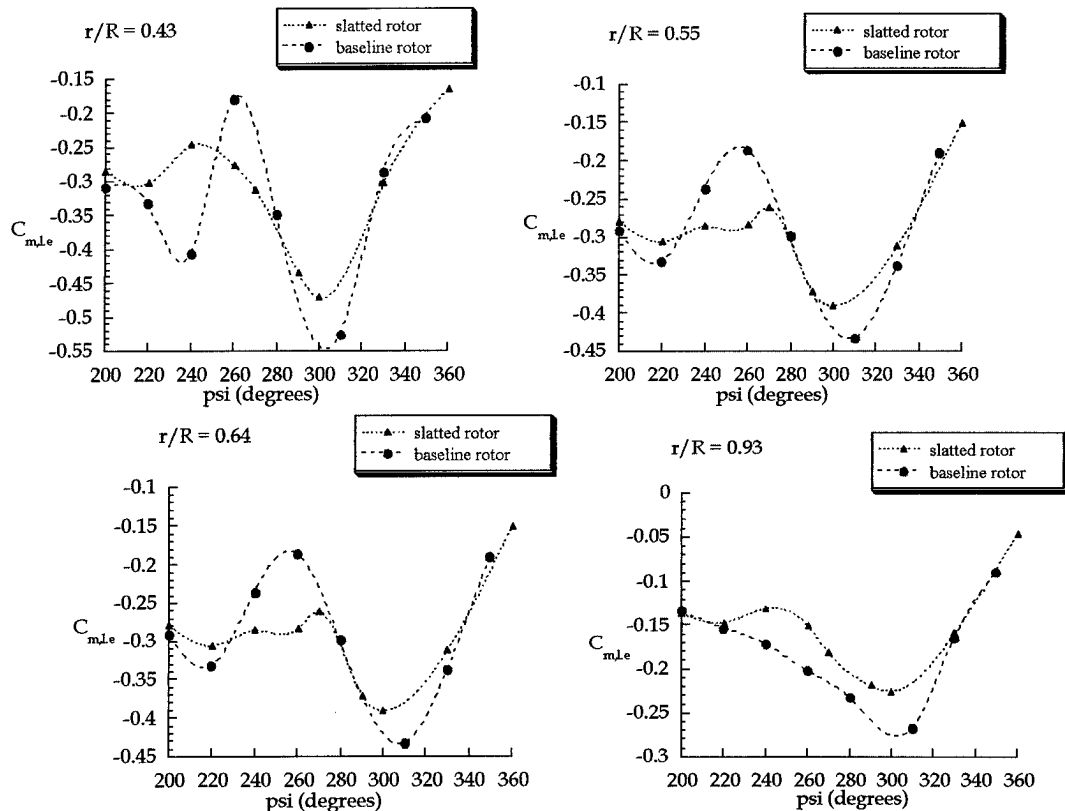 r/R = 0.43
slatted rotor
baseline rotor
-0.15
-0.2
-0.25
-0.3
-0.35
-0.4
-0.45
-0.5
-0.55
C m,l.e
200 220 240 260 280 300 320 340 360
psi (degrees)
r/R = 0.55
slatted rotor
baseline rotor
-0.1
-0.15
-0.2
-0.25
-0.3
-0.35
-0.4
-0.45
C m,l.e
200 220 240 260 280 300 320 340 360
psi (degrees)
r/R = 0.64
slatted rotor
baseline rotor
-0.1
-0.15
-0.2
-0.25
-0.3
-0.35
-0.4
-0.45
C m,l.e
200 220 240 260 280 300 320 340 360
psi (degrees)
r/R = 0.93
slatted rotor
baseline rotor
0
-0.05
-0.1
-0.15
-0.2
-0.25
-0.3
C m,l.e
200 220 240 260 280 300 320 340 360
psi (degrees)